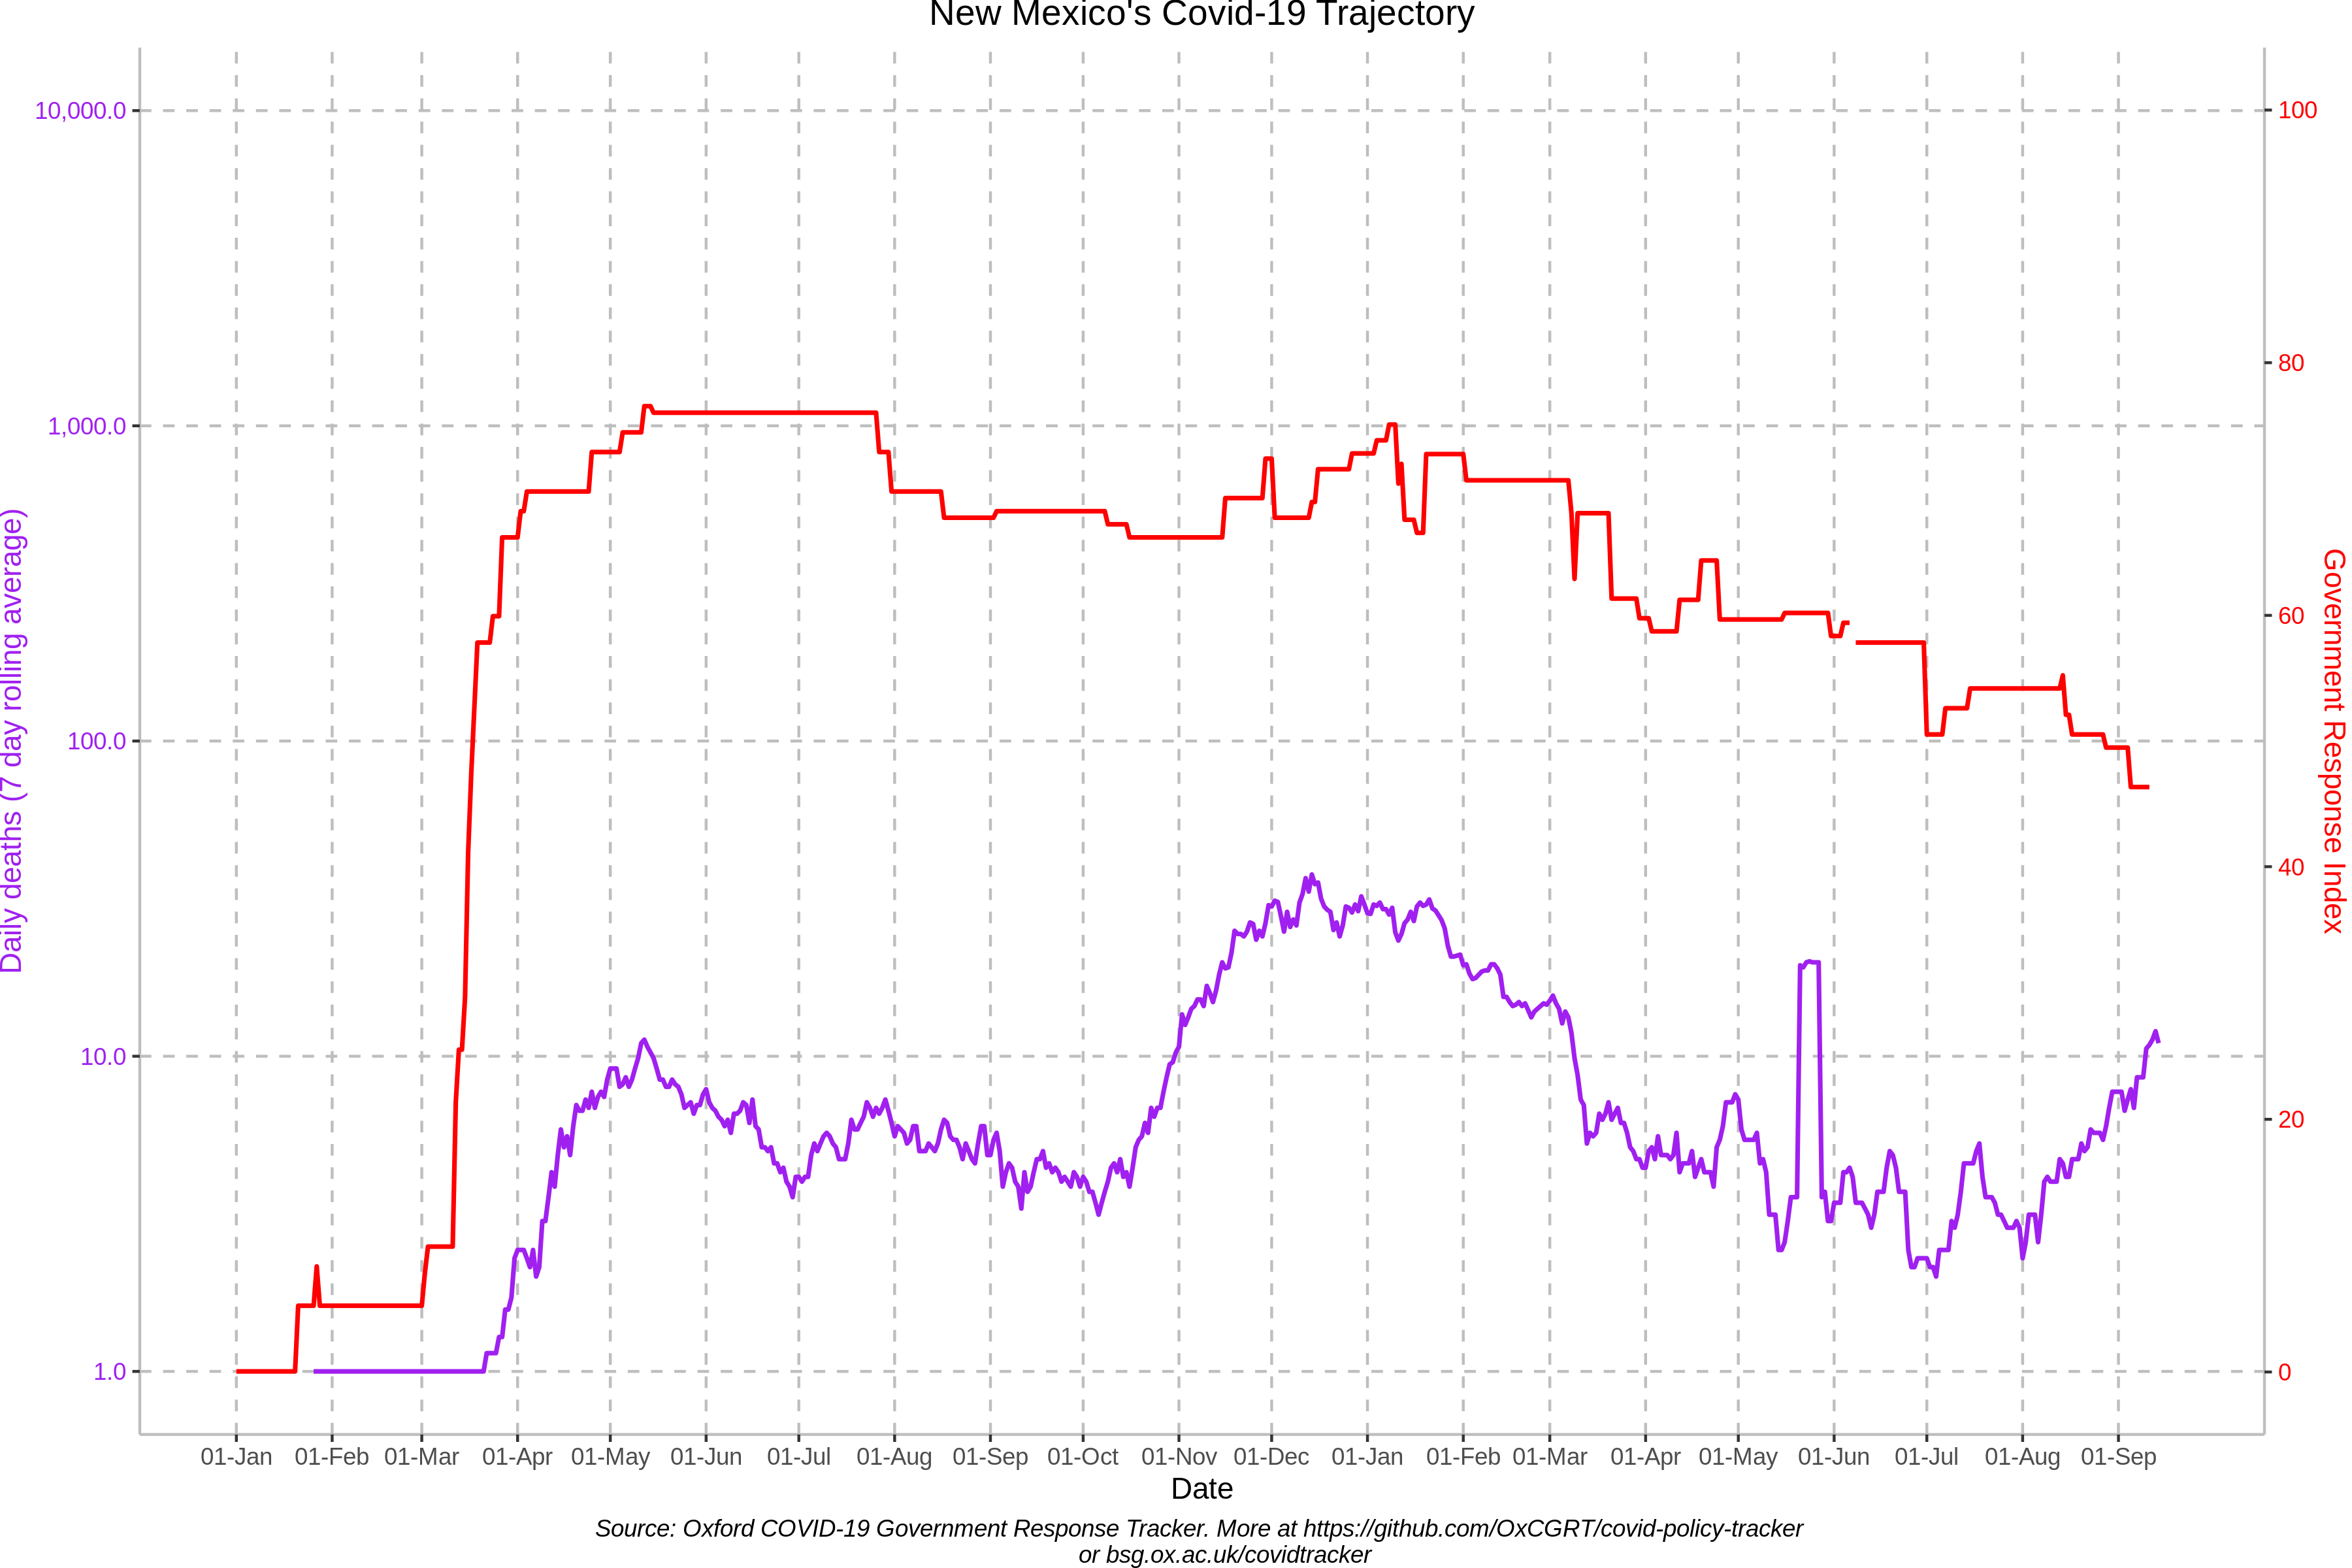 New Mexico's Covid-19 Trajectory
10,000.0
1,000.0
100.0
10.0
1.0
Daily deaths (7 day rolling average)
100
80
60
40
20
0
Government Response Index
01-Jan 01-Feb 01-Mar 01-Apr 01-May 01-Jun 01-Jul 01-Aug 01-Sep 01-Oct 01-Nov 01-Dec 01-Jan 01-Feb 01-Mar 01-Apr 01-May 01-Jun 01-Jul 01-Aug 01-Sep
Date
Source: Oxford COVID-19 Government Response Tracker. More at https://github.com/OxCGRT/covid-policy-tracker
or bsg.ox.ac.uk/covidtracker